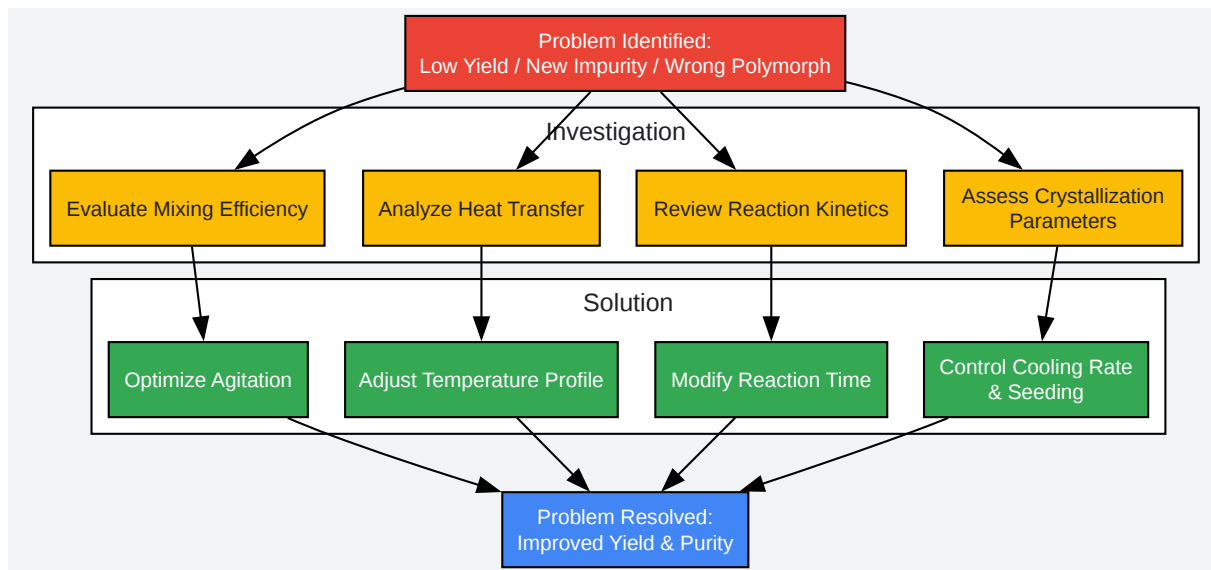 Problem Identified:
Low Yield / New Impurity / Wrong Polymorph
Investigation
Evaluate Mixing Efficiency
Analyze Heat Transfer
Review Reaction Kinetics
Assess Crystallization
Parameters
Solution
Optimize Agitation
Adjust Temperature Profile
Modify Reaction Time
Control Cooling Rate
& Seeding
Problem Resolved:
Improved Yield & Purity